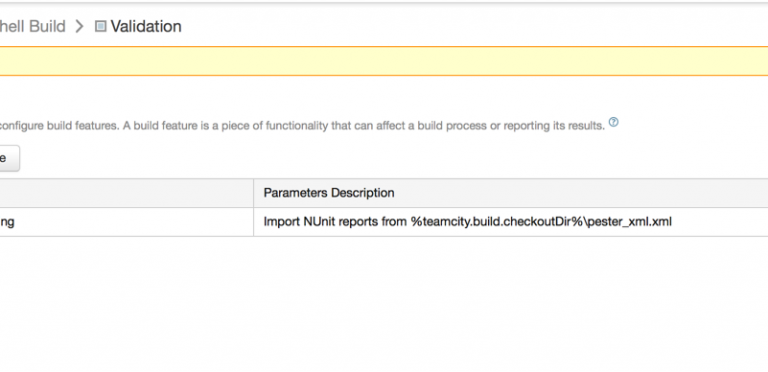 hell Build > Validation
configure build features. A build feature is a piece of functionality that can affect a build process or reporting its results. ?
e
Parameters Description
ng Import NUnit reports from %teamcity.build.checkoutDir%\pester_xml.xml